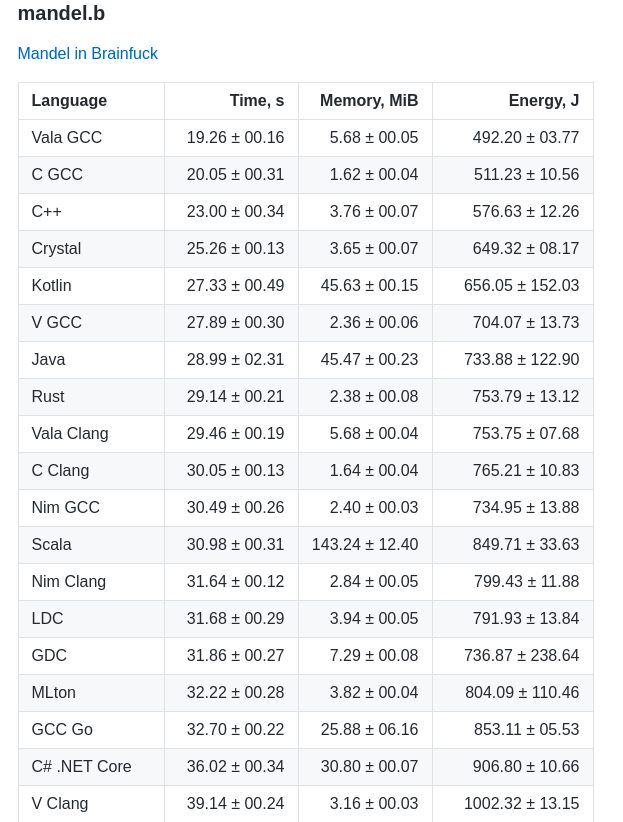 mandel.b
Mandel in Brainfuck
Language Time, s Memory, MiB Energy, J
Vala GCC 19.26 ± 00.16 5.68 ± 00.05 492.20 ± 03.77
C GCC 20.05 ± 00.31 1.62 ± 00.04 511.23 ± 10.56
C++ 23.00 ± 00.34 3.76 ± 00.07 576.63 ± 12.26
Crystal 25.26 ± 00.13 3.65 ± 00.07 649.32 ± 08.17
Kotlin 27.33 ± 00.49 45.63 ± 00.15 656.05 ± 152.03
V GCC 27.89 ± 00.30 2.36 ± 00.06 704.07 ± 13.73
Java 28.99 ± 02.31 45.47 ± 00.23 733.88 ± 122.90
Rust 29.14 ± 00.21 2.38 ± 00.08 753.79 ± 13.12
Vala Clang 29.46 ± 00.19 5.68 ± 00.04 753.75 ± 07.68
C Clang 30.05 ± 00.13 1.64 ± 00.04 765.21 ± 10.83
Nim GCC 30.49 ± 00.26 2.40 ± 00.03 734.95 ± 13.88
Scala 30.98 ± 00.31 143.24 ± 12.40 849.71 ± 33.63
Nim Clang 31.64 ± 00.12 2.84 ± 00.05 799.43 ± 11.88
LDC 31.68 ± 00.29 3.94 ± 00.05 791.93 ± 13.84
GDC 31.86 ± 00.27 7.29 ± 00.08 736.87 ± 238.64
MLton 32.22 ± 00.28 3.82 ± 00.04 804.09 ± 110.46
GCC Go 32.70 ± 00.22 25.88 ± 06.16 853.11 ± 05.53
C# .NET Core 36.02 ± 00.34 30.80 ± 00.07 906.80 ± 10.66
V Clang 39.14 ± 00.24 3.16 ± 00.03 1002.32 ± 13.15